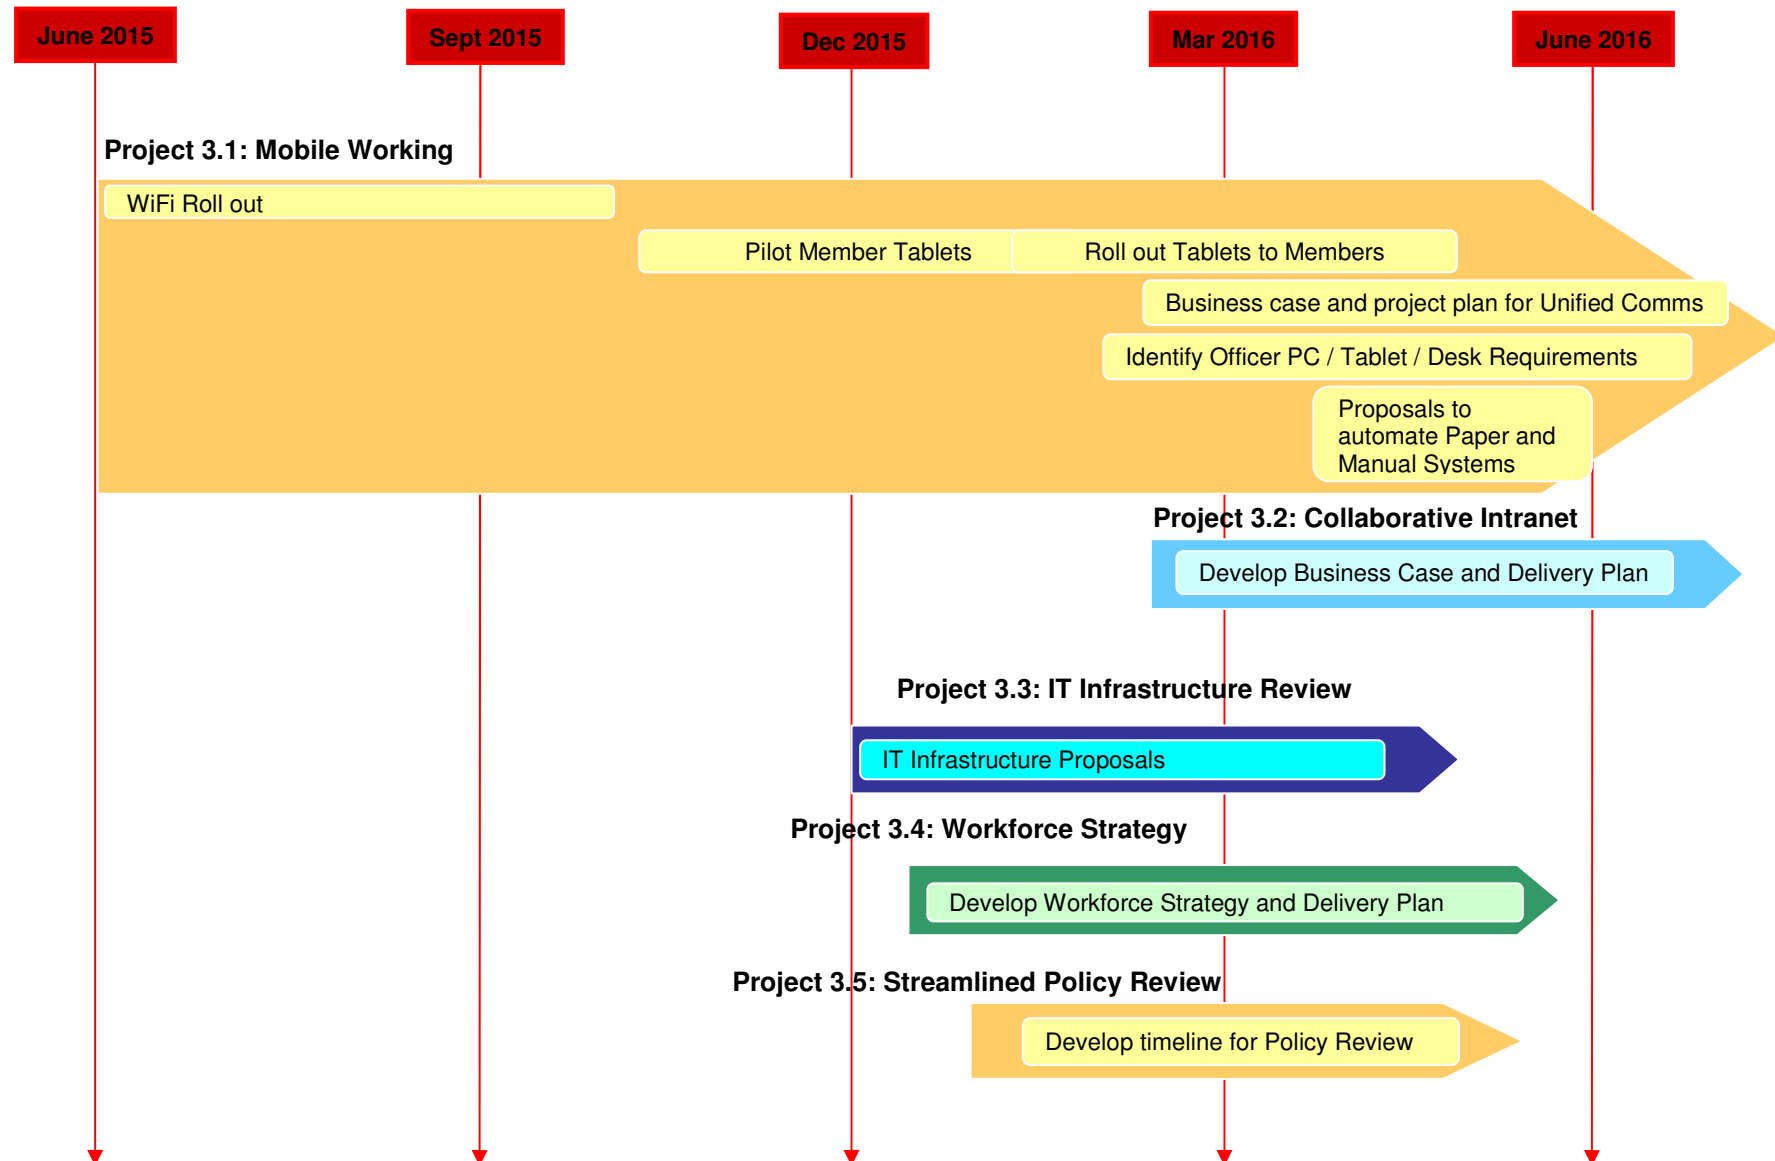 June 2015
Sept 2015
Dec 2015
Mar 2016
June 2016
Project 3.1: Mobile Working
WiFi Roll out
Pilot Member Tablets
Roll out Tablets to Members
Business case and project plan for Unified Comms
Identify Officer PC / Tablet / Desk Requirements
Proposals to
automate Paper and
Manual Systems
Project 3.2: Collaborative Intranet
Develop Business Case and Delivery Plan
Project 3.3: IT Infrastructure Review
IT Infrastructure Proposals
Project 3.4: Workforce Strategy
Develop Workforce Strategy and Delivery Plan
Project 3.5: Streamlined Policy Review
Develop timeline for Policy Review